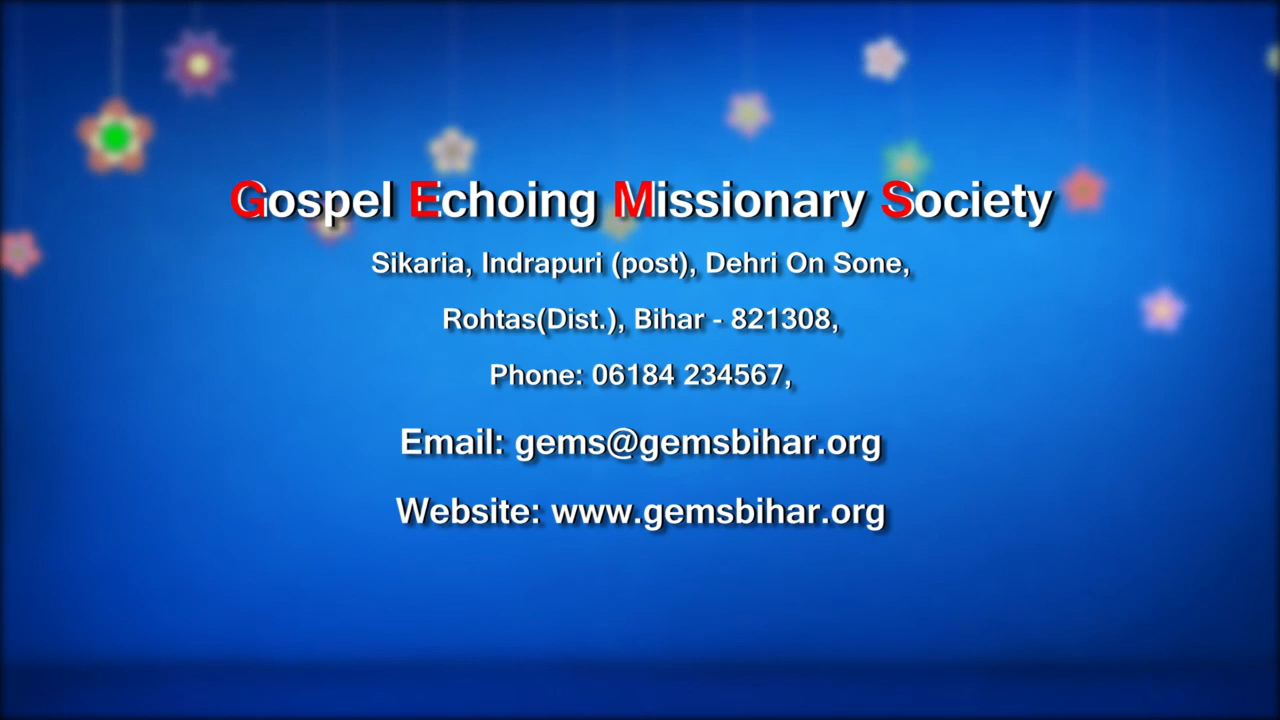 Gospel Echoing Missionary Society
Sikaria, Indrapuri (post), Dehri On Sone,
Rohtas(Dist.), Bihar - 821308,
Phone: 06184 234567,
Email: gems@gemsbihar.org
Website: www.gemsbihar.org